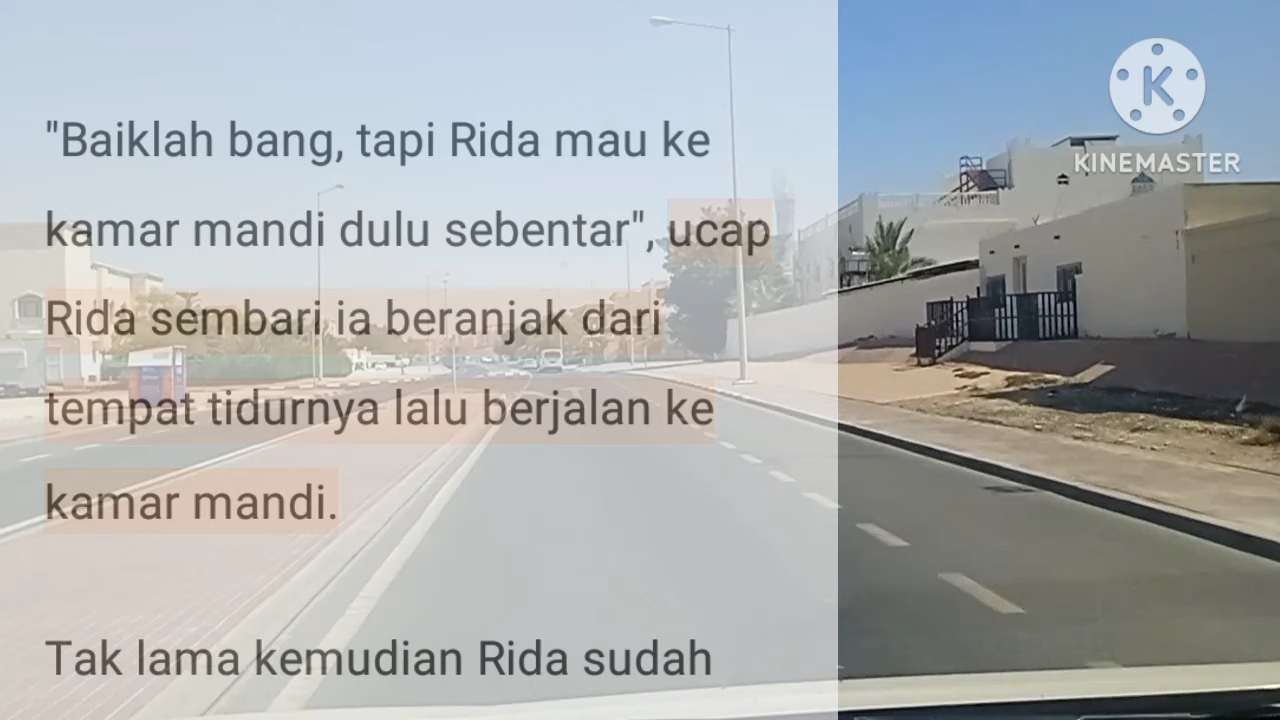 "Baiklah bang, tapi Rida mau ke
kamar mandi dulu sebentar", ucap
Rida sembari ia beranjak dari
tempat tidurnya lalu berjalan ke
kamar mandi.
Tak lama kemudian Rida sudah
K
KINEMASTER